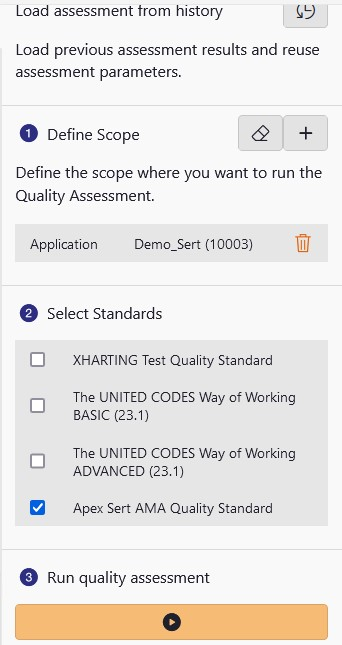 Load assessment from history
Load previous assessment results and reuse
assessment parameters.
1 Define Scope
Define the scope where you want to run the
Quality Assessment.
Application Demo_Sert (10003)
2 Select Standards
XHARTING Test Quality Standard
The UNITED CODES Way of Working
BASIC (23.1)
The UNITED CODES Way of Working
ADVANCED (23.1)
Apex Sert AMA Quality Standard
3 Run quality assessment